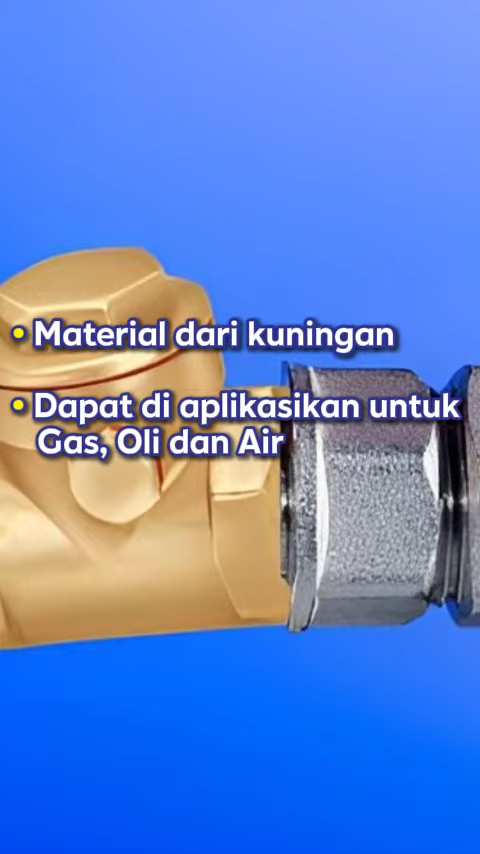 • Material dari kuningan
• Dapat di aplikasikan untuk
Gas, Oli dan Air